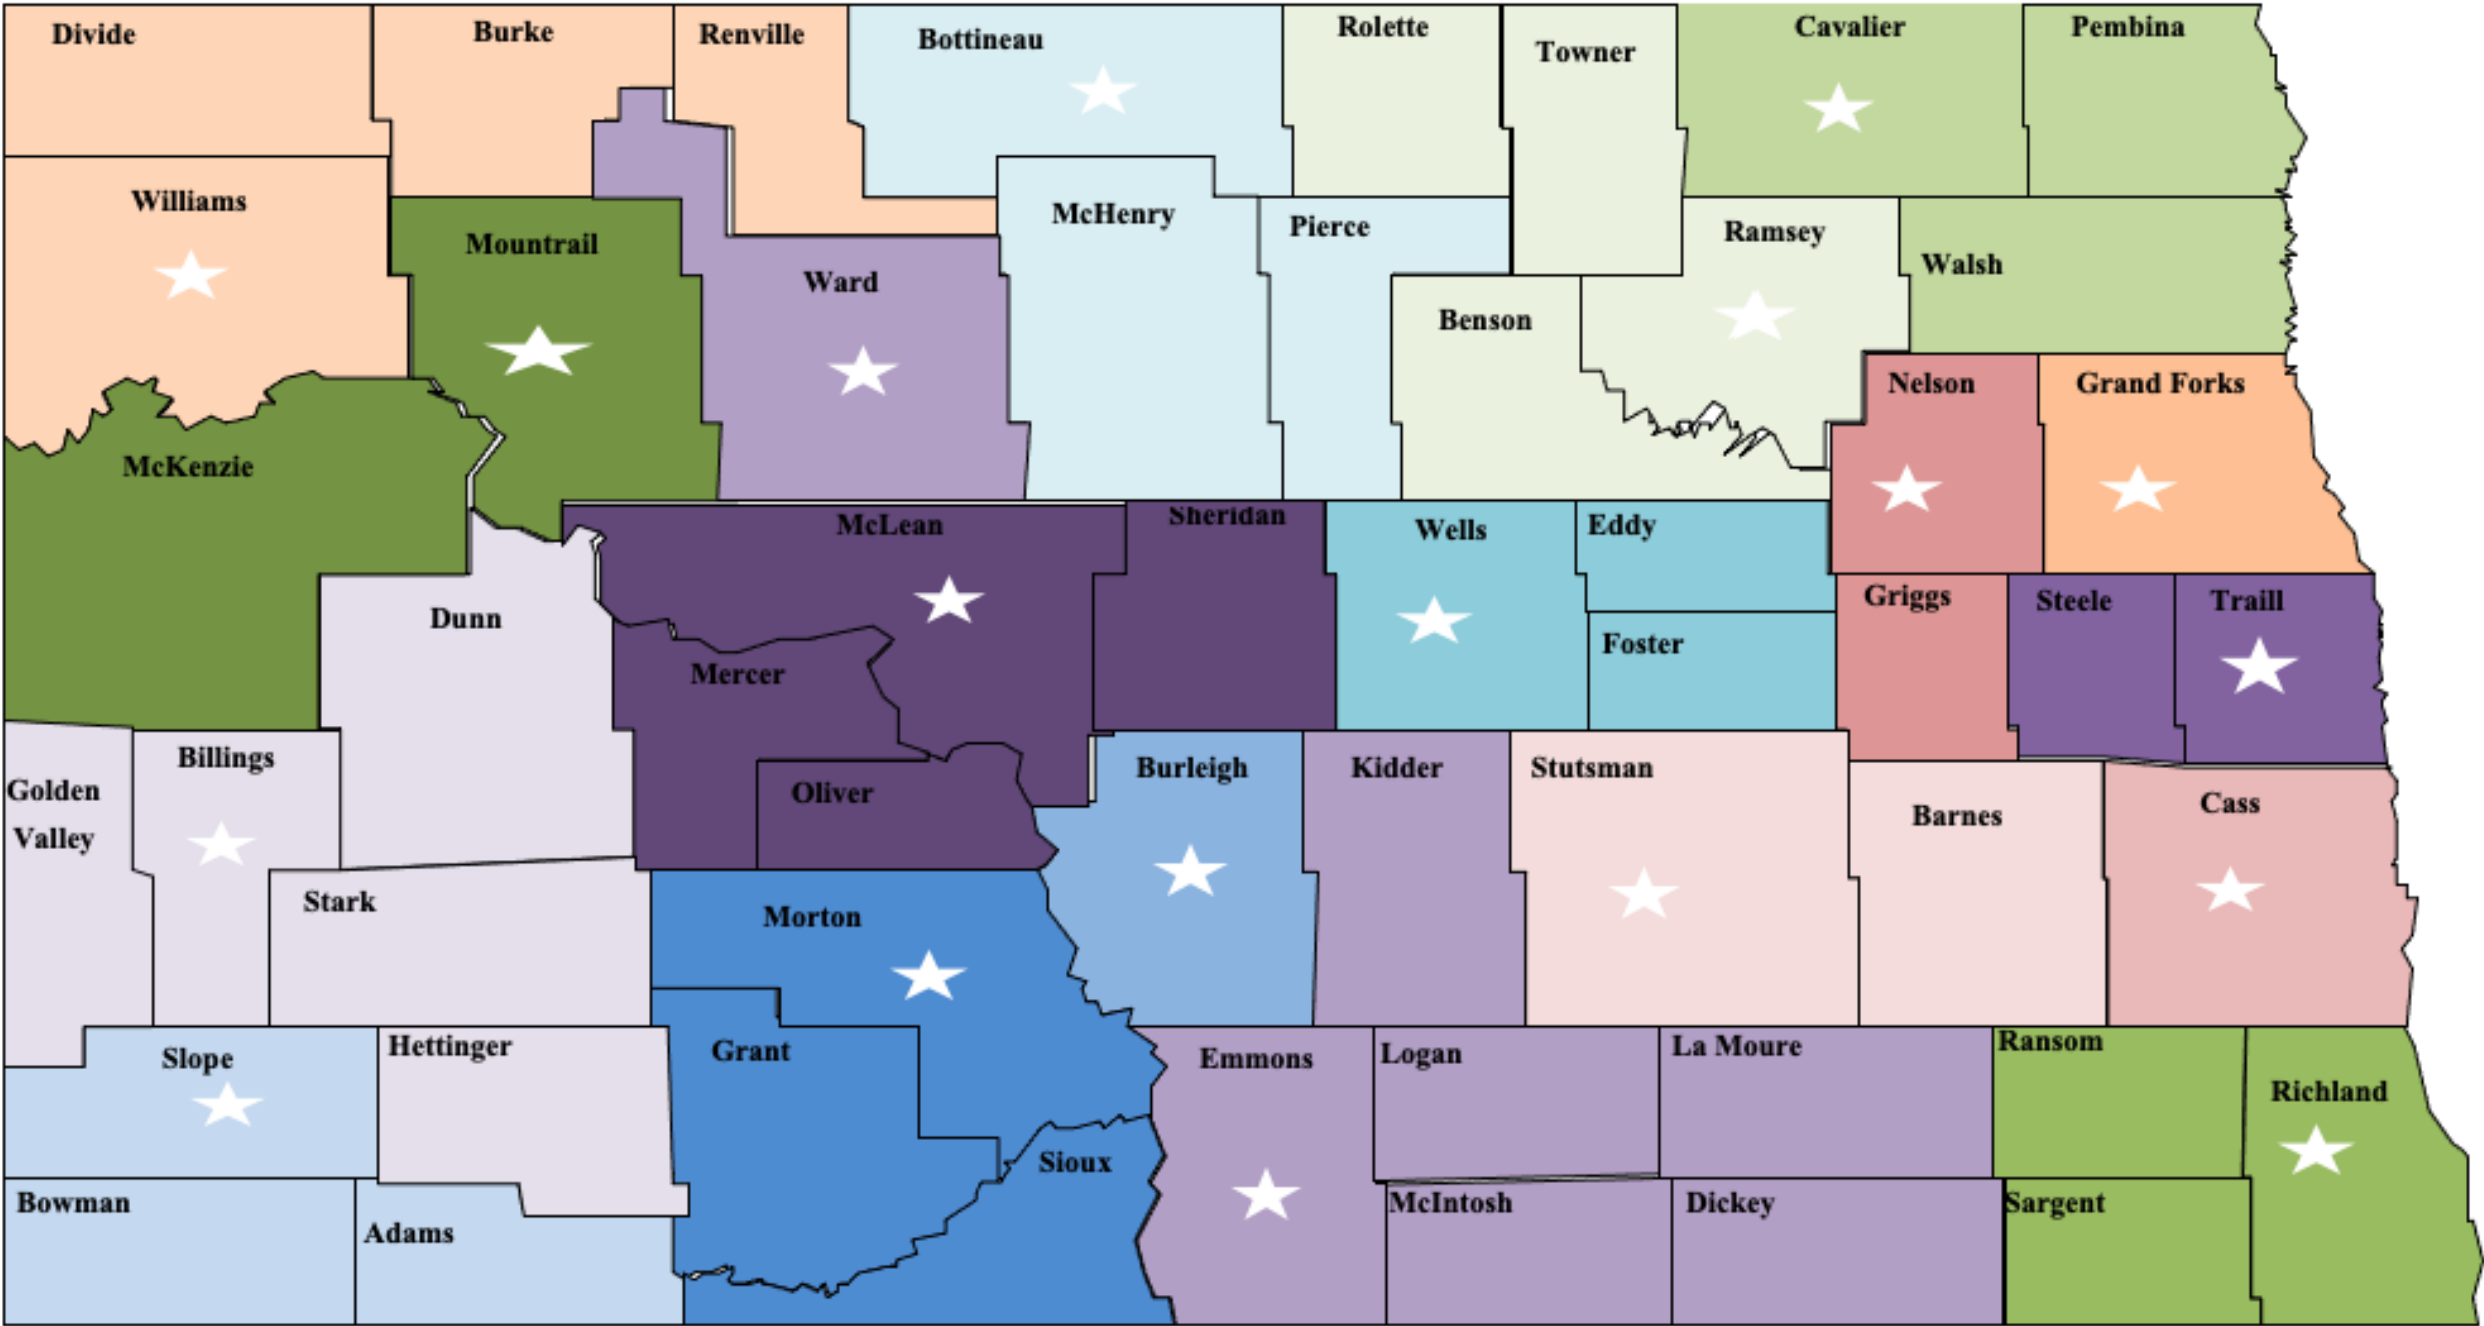 Divide
Burke
Renville
Bottineau
Rolette
Towner
Cavalier
Pembina
Williams
Mountrail
Ward
McHenry
Pierce
Benson
Ramsey
Walsh
McKenzie
Nelson
Grand Forks
Dunn
McLean
Sheridan
Wells
Eddy
Foster
Griggs
Steele
Traill
Mercer
Oliver
Golden
Valley
Billings
Stark
Morton
Burleigh
Kidder
Stutsman
Barnes
Cass
Slope
Hettinger
Grant
Sioux
Emmons
Logan
La Moure
Ransom
Richland
Bowman
Adams
McIntosh
Dickey
Sargent